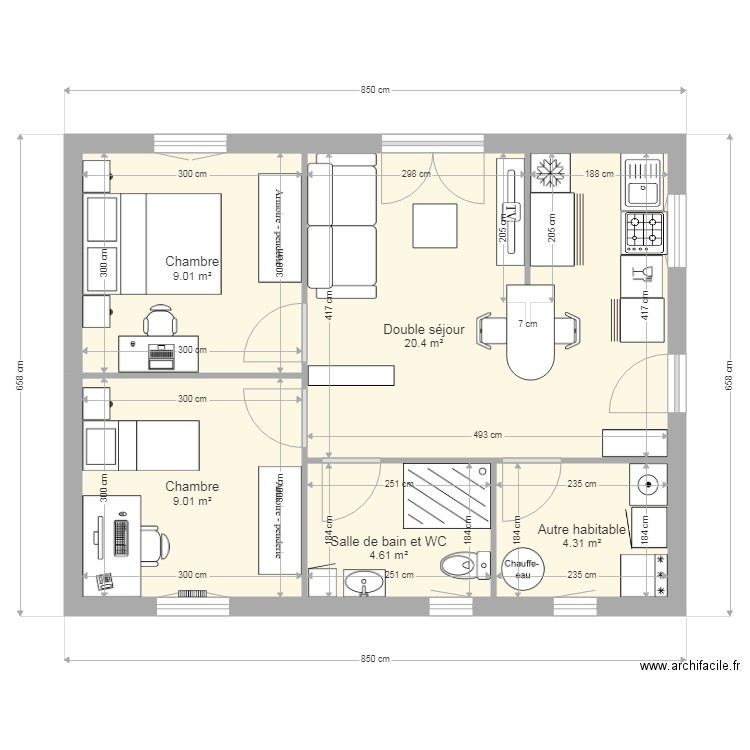 658 cm
300 cm
300 cm
850 cm
850 cm
300 cm
Chambre
9.01 m²
300 cm
300 cm
Chambre
9.01 m²
300 cm
Armoire - penderie
300 cm
Armoire - penderie
300 cm
184 cm
417 cm
Salle de bain et WC
4.61 m²
251 cm
251 cm
184 cm
Double séjour
20.4 m²
298 cm
493 cm
205 cm
TV
184 cm
Chauffe-
eau
7 cm
205 cm
Autre habitable
4.31 m²
235 cm
235 cm
188 cm
184 cm
417 cm
658 cm
www.archifacile.fr